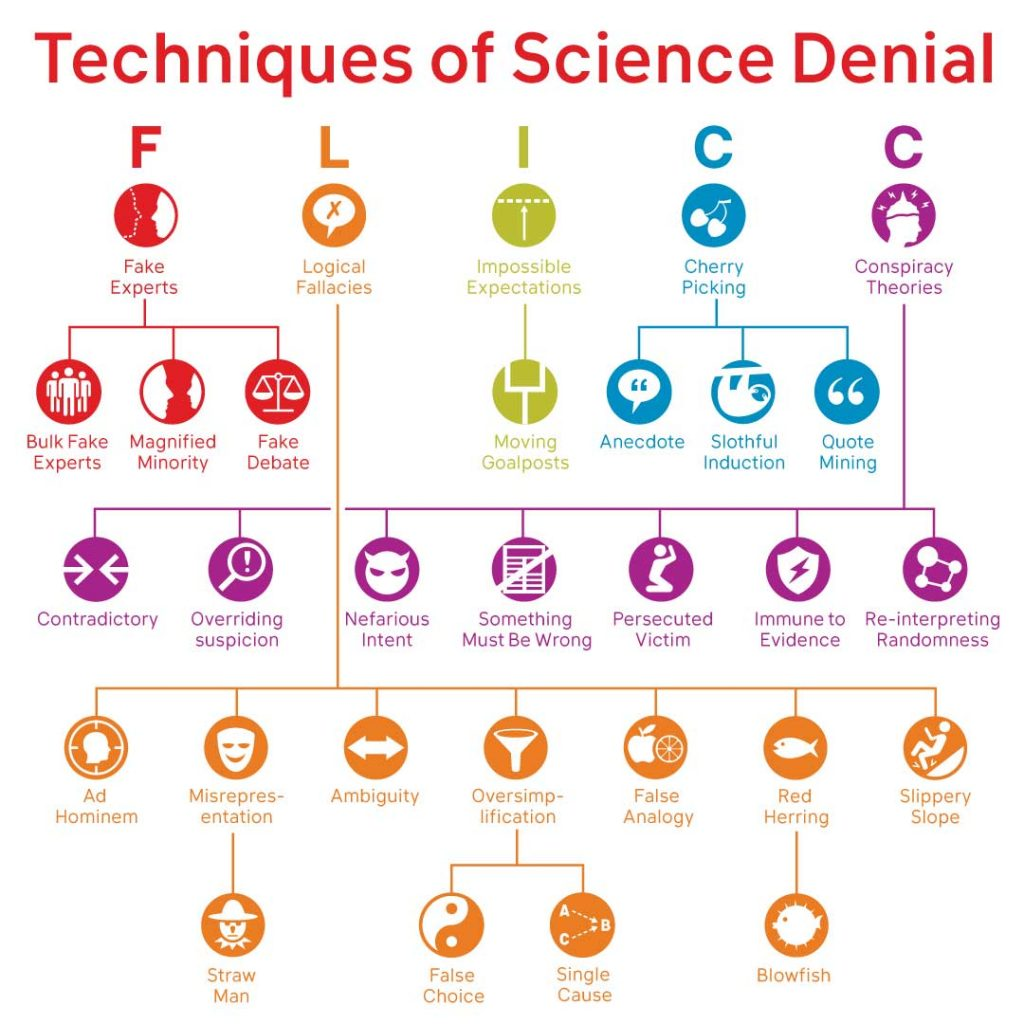 Techniques of Science Denial
F
L
I
C
C
Fake
Experts
Logical
Fallacies
Impossible
Expectations
Cherry
Picking
Conspiracy
Theories
Bulk Fake
Experts
Magnified
Minority
Fake
Debate
Moving
Goalposts
Anecdote
Slothful
Induction
Quote
Mining
Contradictory
Overriding
suspicion
Nefarious
Intent
Something
Must Be Wrong
Persecuted
Victim
Immune to
Evidence
Re-interpreting
Randomness
Ad
Hominem
Misrepres-
entation
Ambiguity
Oversimp-
lification
False
Analogy
Red
Herring
Slippery
Slope
Straw
Man
False
Choice
A
B
C
Single
Cause
Blowfish